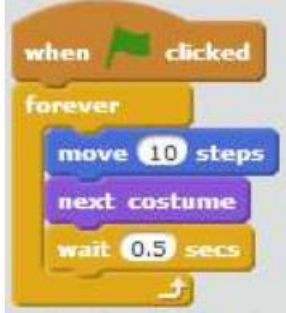 when clicked
forever
move 10 steps
next costume
wait 0.5 secs